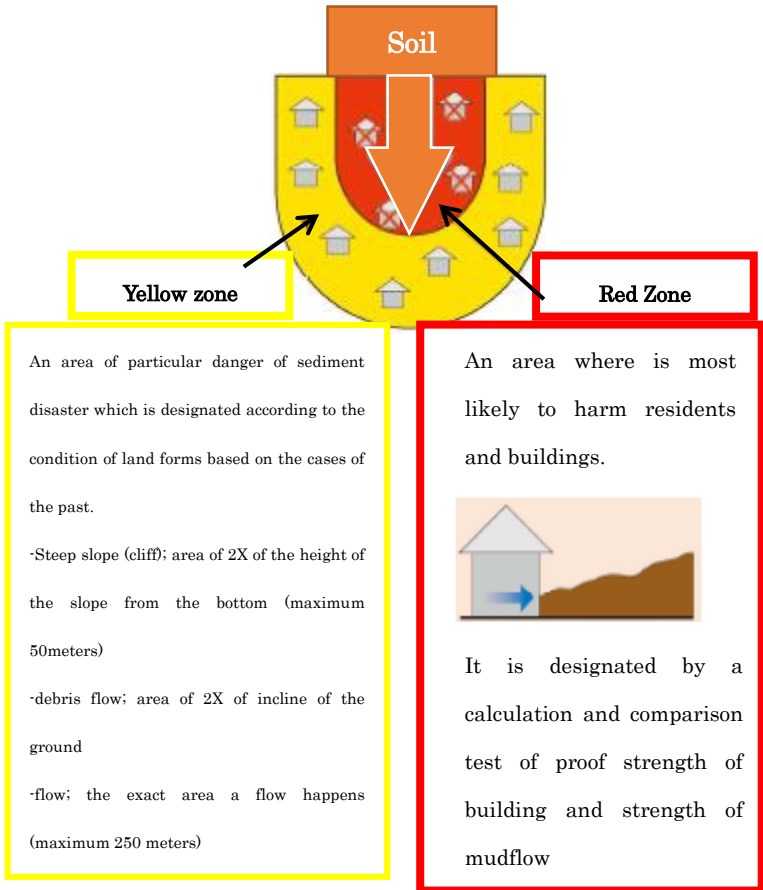 Soil
Yellow zone
Red Zone
An area of particular danger of sediment
disaster which is designated according to the
condition of land forms based on the cases of
the past.
-Steep slope (cliff); area of 2X of the height of
the slope from the bottom (maximum
50meters)
-debris flow; area of 2X of incline of the
ground
-flow; the exact area a flow happens
(maximum 250 meters)
An area where is most
likely to harm residents
and buildings.
It is designated by a
calculation and comparison
test of proof strength of
building and strength of
mudflow